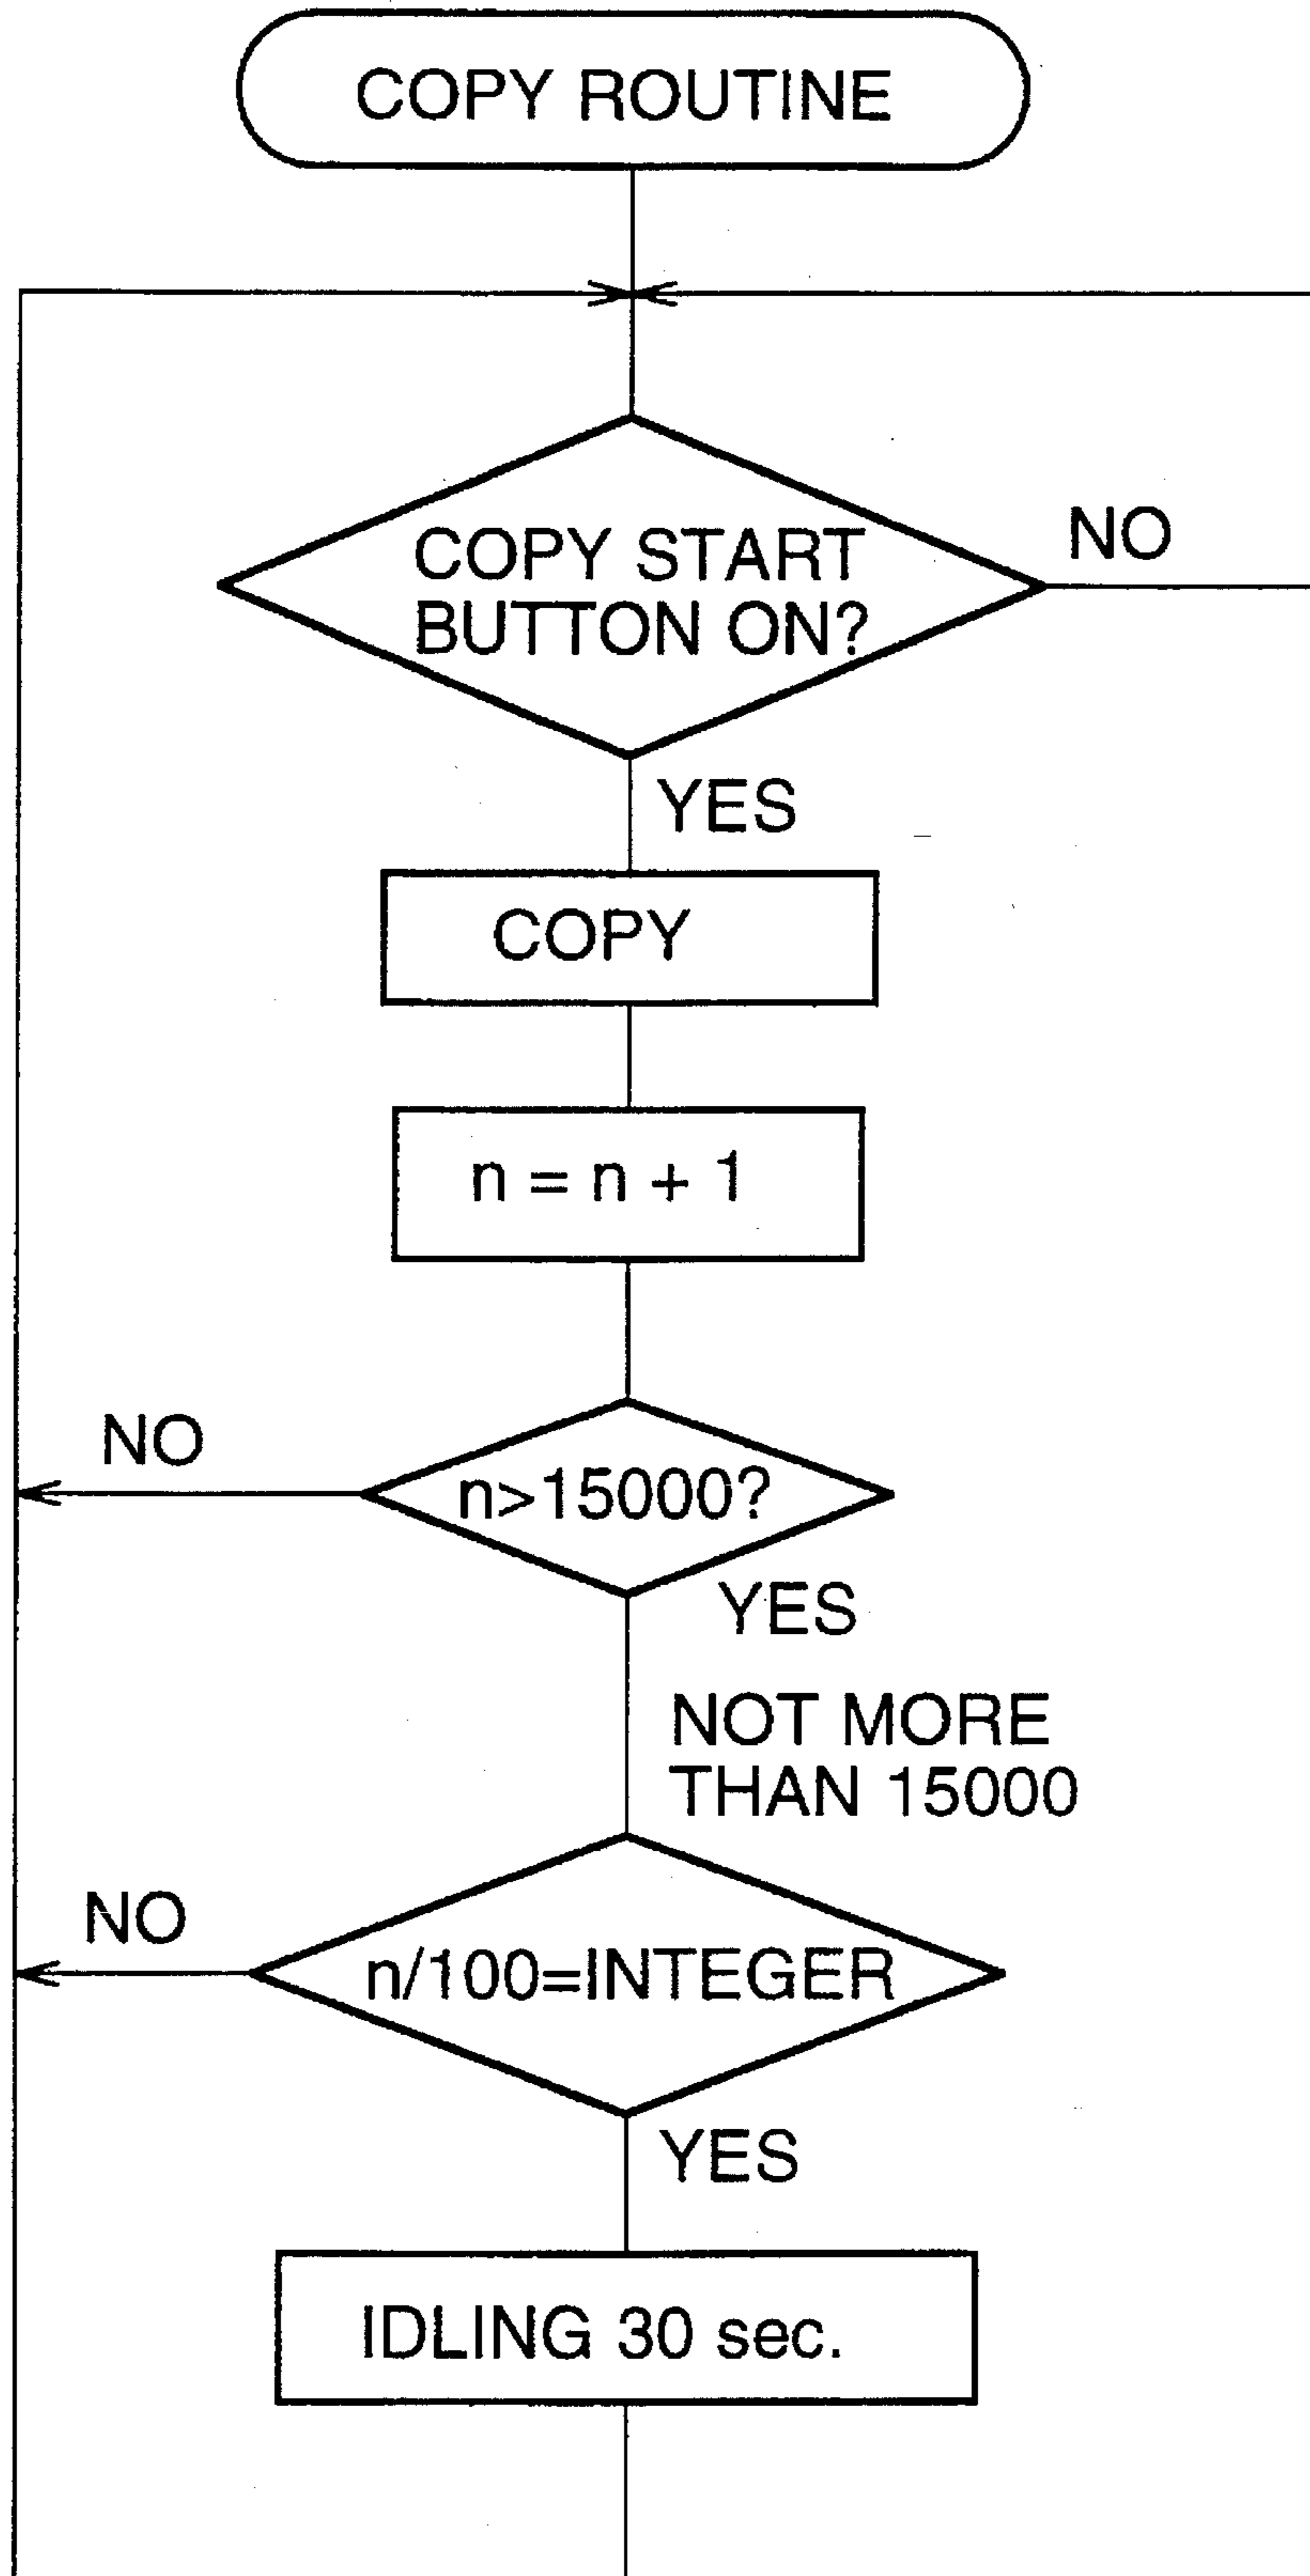 COPY ROUTINE
COPY START
BUTTON ON?
NO
YES
COPY
n = n + 1
NO
n>15000?
YES
NOT MORE
THAN 15000
NO
n/100=INTEGER
YES
IDLING 30 sec.